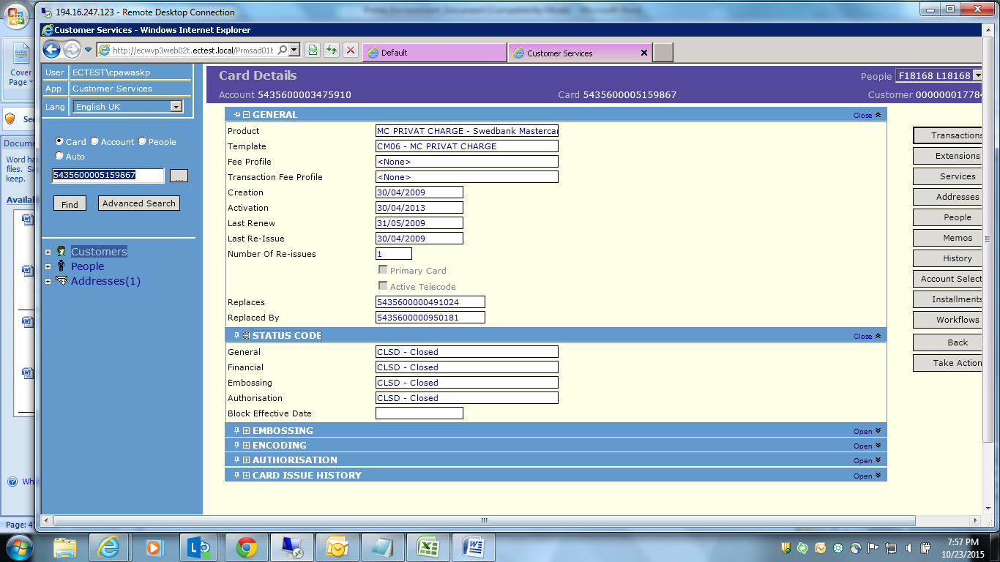 194.16.247.123 - Remote Desktop Connection
Customer Services - Windows Internet Explorer
http://ecwvp3web02t.ectest.local/Prmsad01t
Default
Customer Services
Cover
Page
Sec
Docume
Word ha
files. Sa
keep.
Availal
Wh
Page: 4
User ECTEST\cpawaskp
App Customer Services
Lang English UK
Card Account People
Auto
5435600005159867 ...
Find Advanced Search
Customers
People
Addresses(1)
Card Details
People F18168 L18168
Account 5435600003475910 Card 5435600005159867 Customer 00000001778
GENERAL Close
Product MC PRIVAT CHARGE - Swedbank Masterca
Template CM06 - MC PRIVAT CHARGE
Fee Profile <None>
Transaction Fee Profile <None>
Creation 30/04/2009
Activation 30/04/2013
Last Renew 31/05/2009
Last Re-Issue 30/04/2009
Number Of Re-issues 1
Primary Card
Active Telecode
Replaces 5435600000491024
Replaced By 5435600000950181
STATUS CODE Close
General CLSD - Closed
Financial CLSD - Closed
Embossing CLSD - Closed
Authorisation CLSD - Closed
Block Effective Date
EMBOSSING Open
ENCODING Open
AUTHORISATION Open
CARD ISSUE HISTORY Open
Transactions
Extensions
Services
Addresses
People
Memos
History
Account Select
Installments
Workflows
Back
Take Action
7:57 PM
10/23/2015